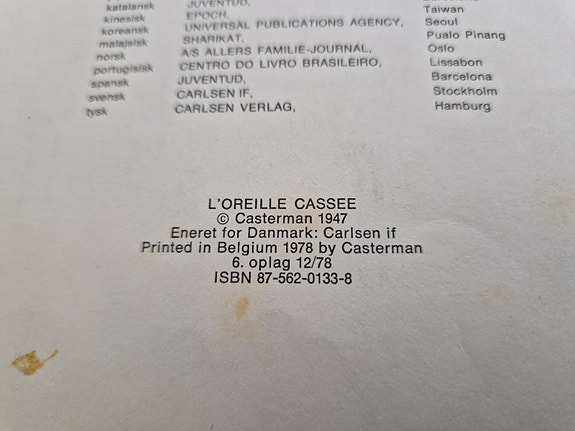 katalansk JUVENTUD,
kinesisk EPOCH, Taiwan
koreansk UNIVERSAL PUBLICATIONS AGENCY, Seoul
malajsisk SHARIKAT, Pualo Pinang
norsk A/S ALLERS FAMILIE-JOURNAL, Oslo
portugisisk CENTRO DO LIVRO BRASILEIRO, Lissabon
spansk JUVENTUD, Barcelona
svensk CARLSEN IF, Stockholm
tysk CARLSEN VERLAG, Hamburg
L'OREILLE CASSEE
© Casterman 1947
Eneret for Danmark: Carlsen if
Printed in Belgium 1978 by Casterman
6. oplag 12/78
ISBN 87-562-0133-8